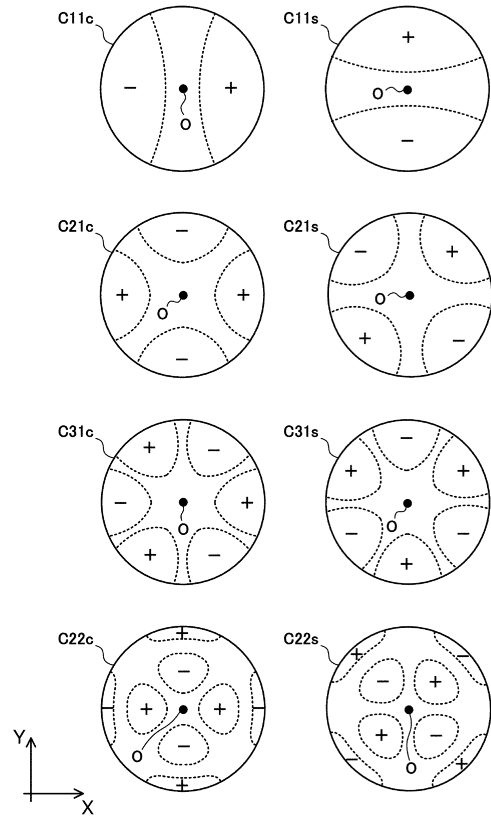 C11c C11s
+
- + O
O -
C21c C21s
- - +
+ + O
O + -
-
C31c C31s
+ - -
- + + +
O O
+ - - -
+
C22c C22s
+ + -
- - +
- + + -
- + -
O - +
+ O
Y
X